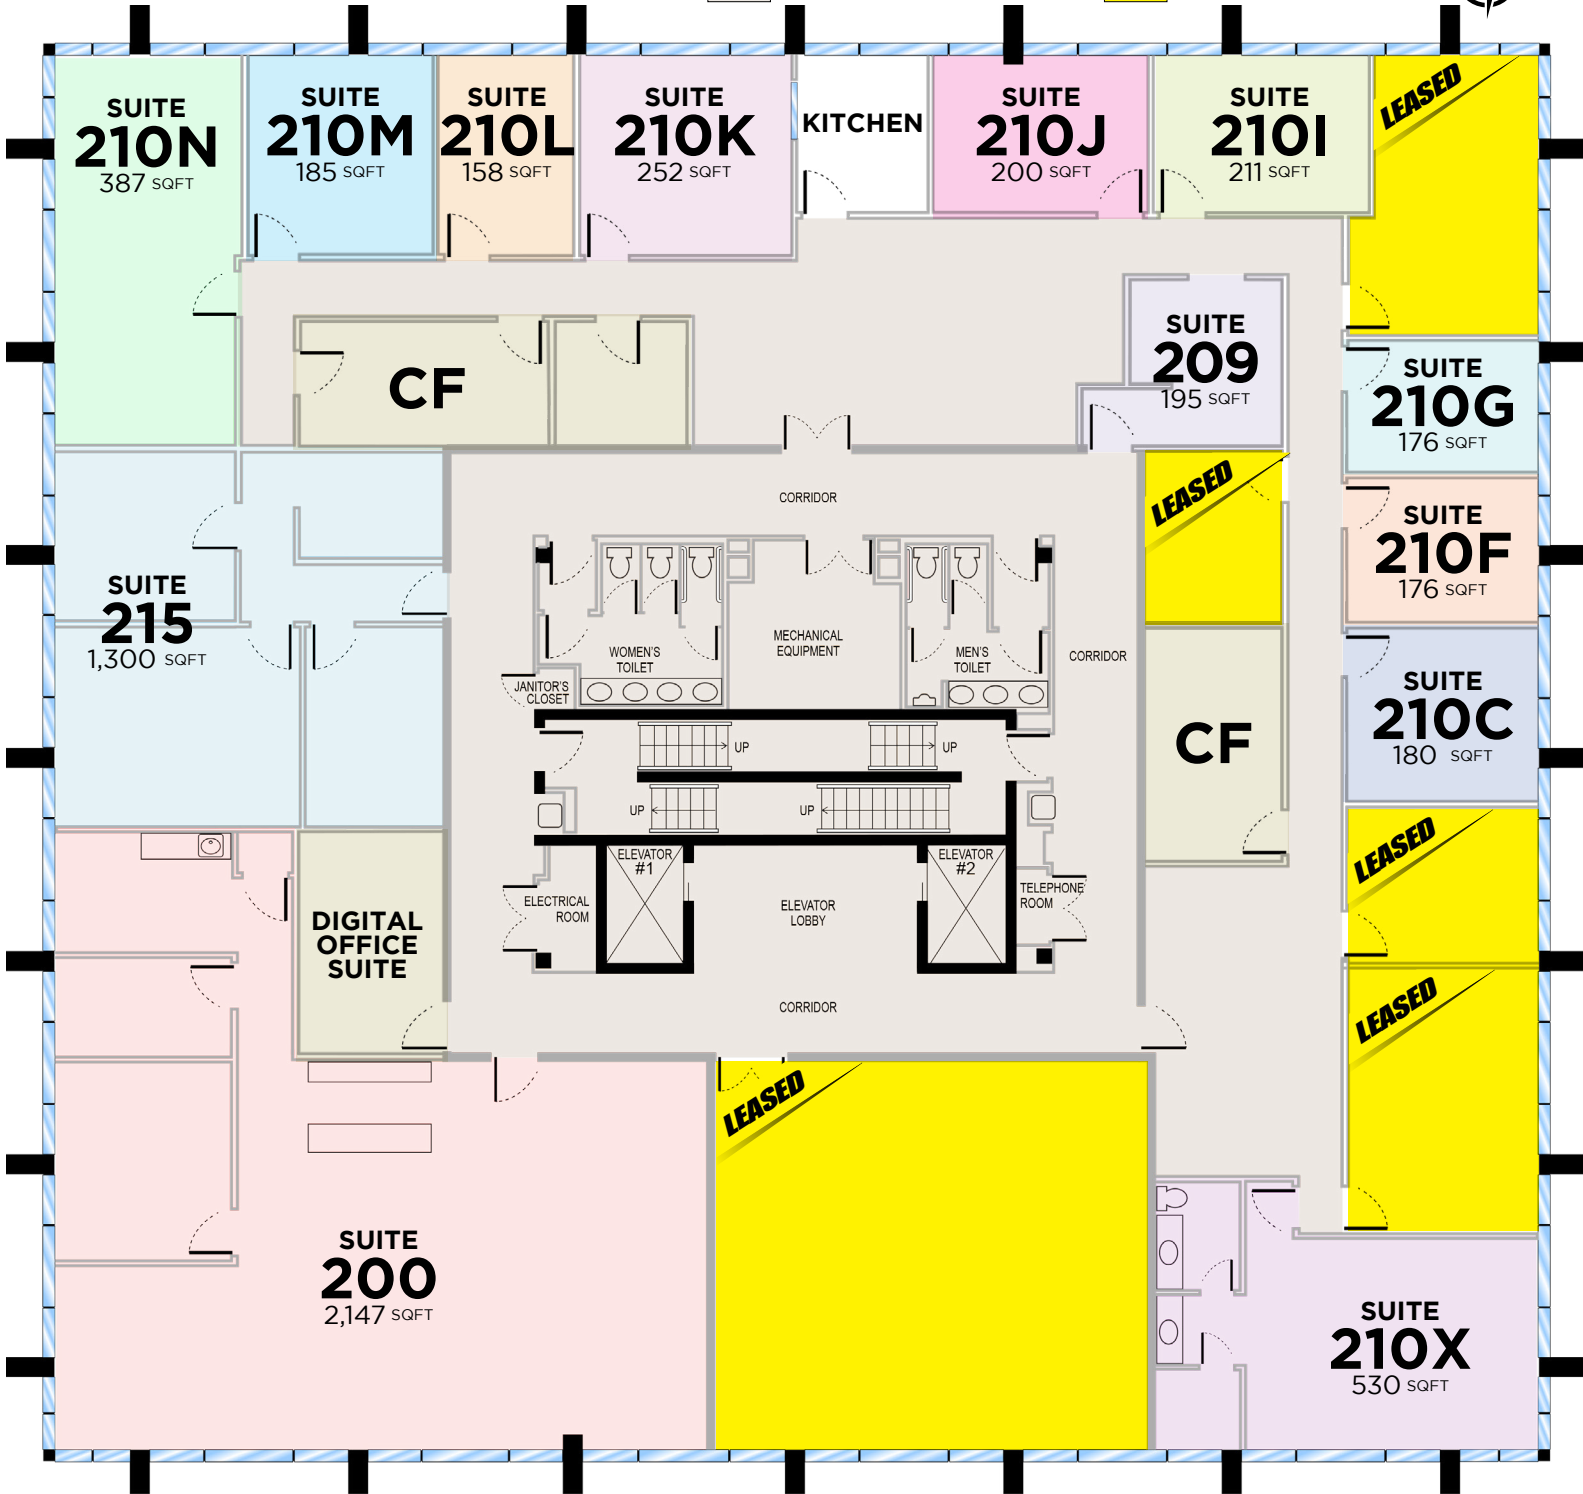 SUITE
210N
387 SQFT
SUITE
210M
185 SQFT
SUITE
210L
158 SQFT
SUITE
210K
252 SQFT
KITCHEN
SUITE
210J
200 SQFT
SUITE
210I
211 SQFT
LEASED
CF
SUITE
209
195 SQFT
SUITE
210G
176 SQFT
LEASED
CORRIDOR
SUITE
210F
176 SQFT
SUITE
215
1,300 SQFT
WOMEN'S
TOILET
MECHANICAL
EQUIPMENT
MEN'S
TOILET
CORRIDOR
JANITOR'S
CLOSET
SUITE
210C
180 SQFT
CF
UP
UP
UP
UP
LEASED
ELEVATOR
#1
ELEVATOR
#2
ELECTRICAL
ROOM
ELEVATOR
LOBBY
TELEPHONE
ROOM
DIGITAL
OFFICE
SUITE
CORRIDOR
LEASED
LEASED
SUITE
200
2,147 SQFT
SUITE
210X
530 SQFT